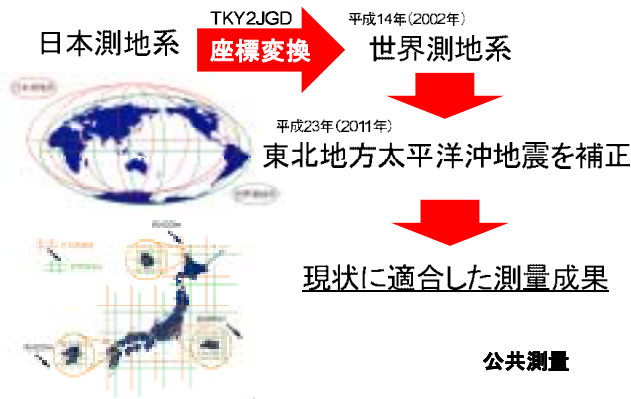 TKY2JGD
平成14年(2002年)
日本測地系
座標変換
世界測地系
平成23年(2011年)
東北地方太平洋沖地震を補正
現状に適合した測量成果
公共測量